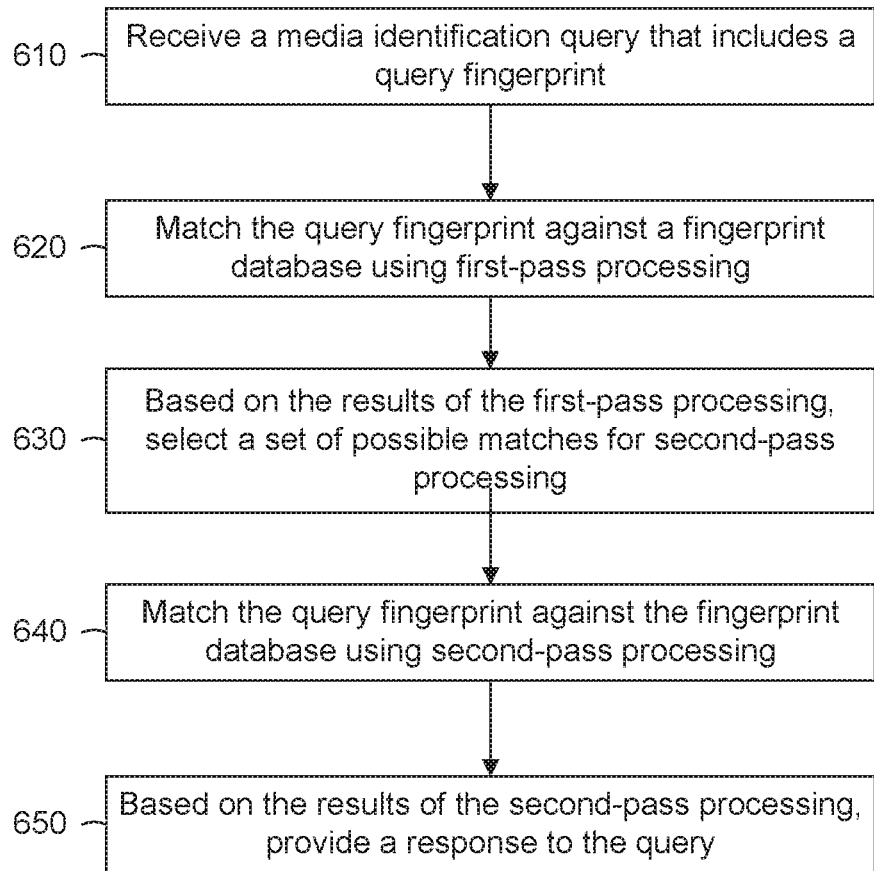 610
Receive a media identification query that includes a
query fingerprint
620
Match the query fingerprint against a fingerprint
database using first-pass processing
630
Based on the results of the first-pass processing,
select a set of possible matches for second-pass
processing
640
Match the query fingerprint against the fingerprint
database using second-pass processing
650
Based on the results of the second-pass processing,
provide a response to the query